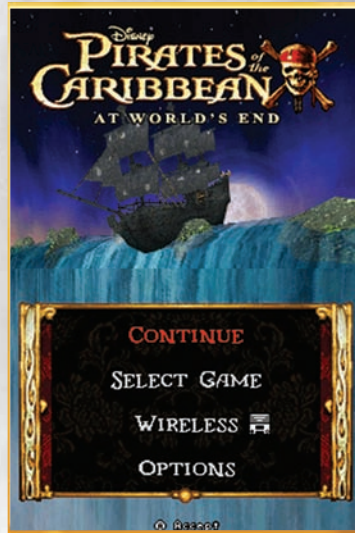 Disney
PIRATES of the
CARIBBEAN
AT WORLD'S END
CONTINUE
SELECT GAME
WIRELESS
OPTIONS
A Accept